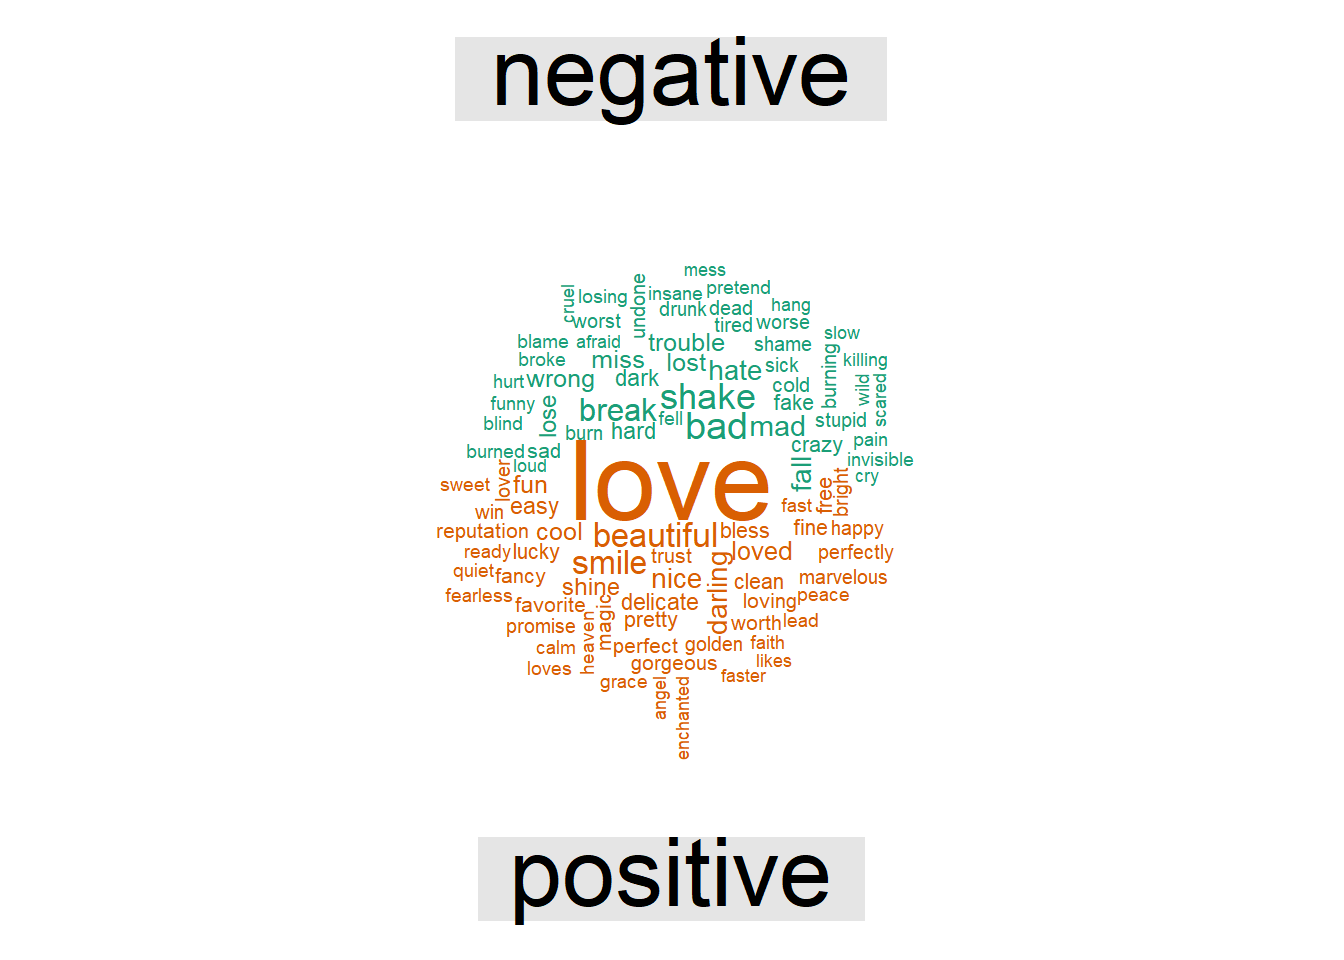 negative
mess
cruel losing undone insane pretend
worst drunk dead hang
tired worse
blame afraid trouble shame slow
broke miss lost hate sick burning killing
hurt wrong dark cold wild scared
funny lose break shake fake
blind burn hard fell bad mad stupid
burned sad crazy pain
loud fall invisible
cry
love
sweet lover fun free bright
win easy fast
reputation cool beautiful bless fine happy
ready lucky smile trust loved perfectly
quiet fancy shine nice darling clean marvelous
fearless favorite magic delicate loving peace
promise heaven pretty worth lead
calm perfect golden faith
loves gorgeous likes
grace angel enchanted faster
positive